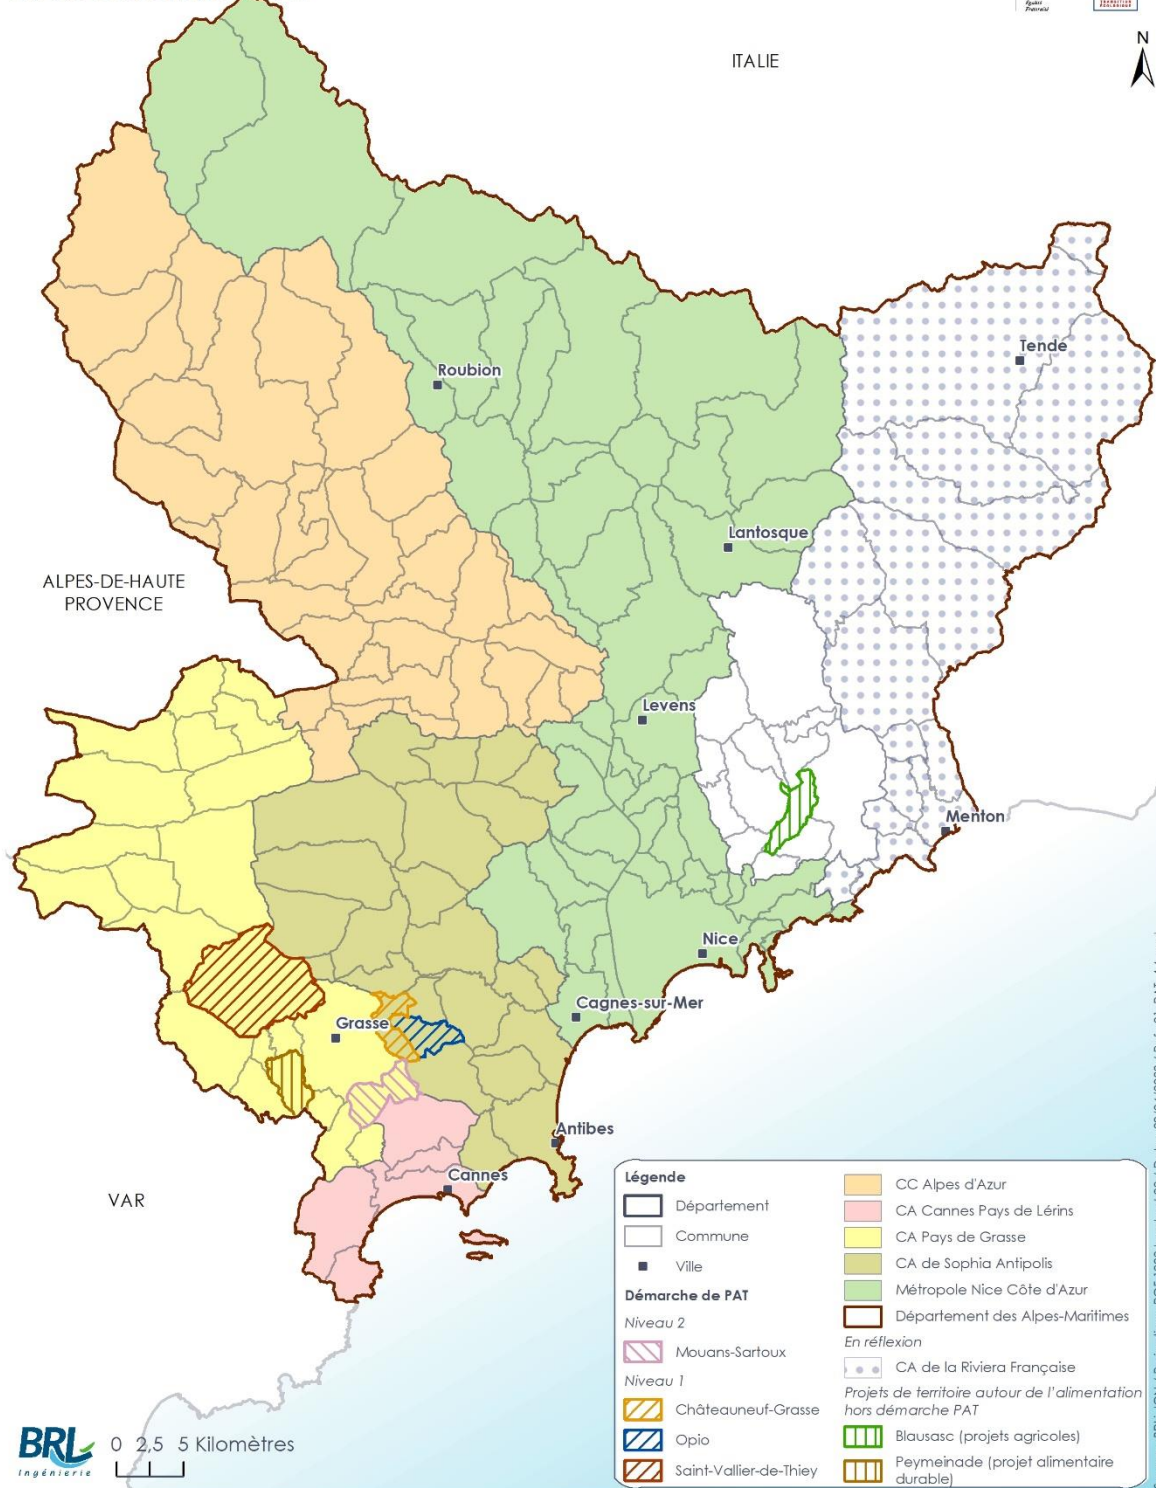 ITALIE
N
Tende
Roubion
Lantosque
ALPES-DE-HAUTE
PROVENCE
Levens
Menton
Nice
Cagnes-sur-Mer
Grasse
Antibes
Cannes
VAR
Légende
Département
Commune
Ville
Démarche de PAT
Niveau 2
Mouans-Sartoux
Niveau 1
Châteauneuf-Grasse
Opio
Saint-Vallier-de-Thiey
CC Alpes d'Azur
CA Cannes Pays de Lérins
CA Pays de Grasse
CA de Sophia Antipolis
Métropole Nice Côte d'Azur
Département des Alpes-Maritimes
En réflexion
CA de la Riviera Française
Projets de territoire autour de l'alimentation
hors démarche PAT
Blausasc (projets agricoles)
Peymeinade (projet alimentaire
durable)
BRL
Ingénierie
0 2,5 5 Kilomètres